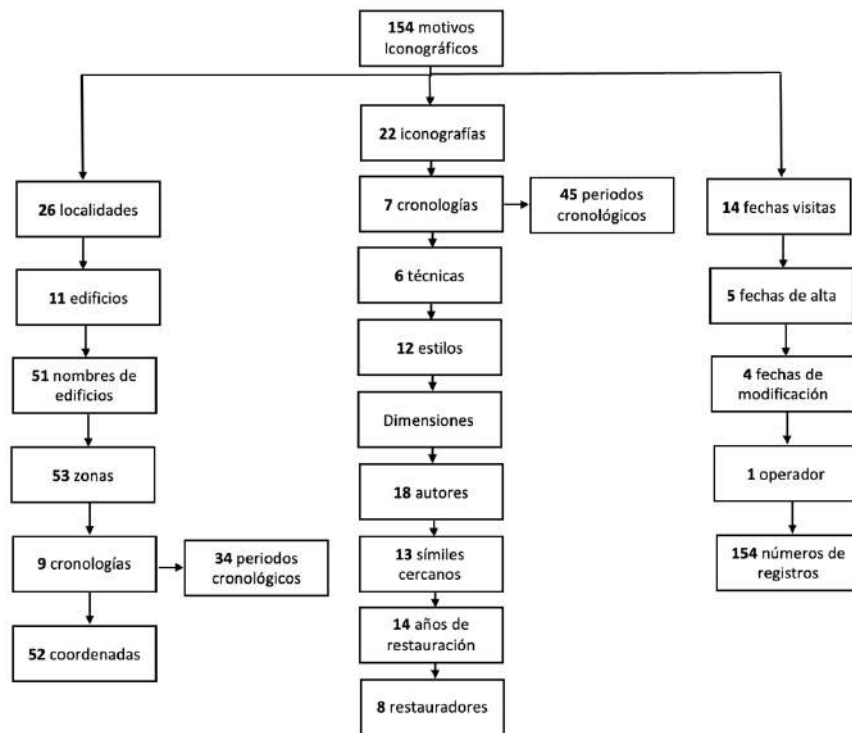 154 motivos
Iconográficos
26 localidades
11 edificios
51 nombres de
edificios
53 zonas
9 cronologías
34 periodos
cronológicos
52 coordenadas
22 iconografías
7 cronologías
45 periodos
cronológicos
6 técnicas
12 estilos
Dimensiones
18 autores
13 símiles
cercanos
14 años de
restauración
8 restauradores
14 fechas visitas
5 fechas de alta
4 fechas de
modificación
1 operador
154 números de
registros